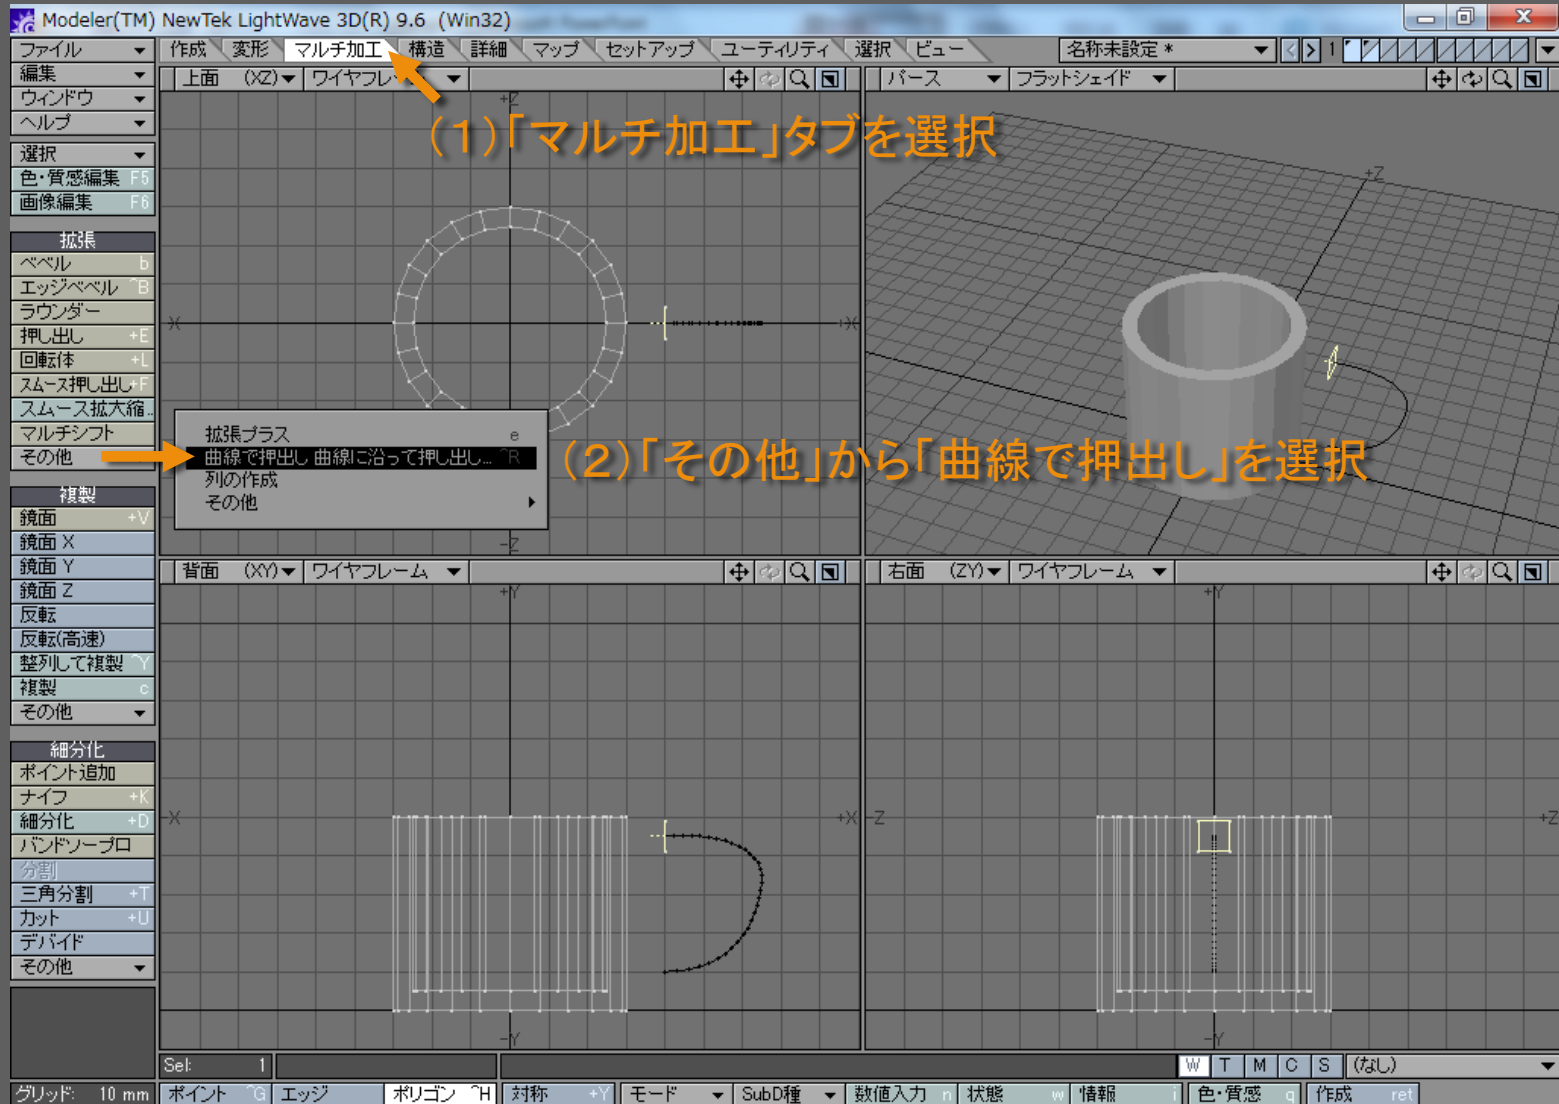 Modeler(TM) NewTek LightWave 3D(R) 9.6 (Win32)
ファイル
編集
ウィンドウ
ヘルプ
選択
色・質感編集 F5
画像編集 F6
作成 変形 マルチ加工 構造 詳細 マップ セットアップ ユーティリティ 選択 ビュー
名称未設定 *
< > 1
上面 (XZ) ワイヤフレ
パース フラットシェイド
(1)「マルチ加工」タブを選択
拡張
ベベル b
エッジベベル ^B
ラウンダー
押し出し +E
回転体 +L
スムース押し出し+F
スムース拡大縮..
マルチシフト
その他
拡張プラス e
曲線で押出し 曲線に沿って押し出し... ^R
列の作成
その他
(2)「その他」から「曲線で押出し」を選択
+Z
-X
+X
-Z
+Z
複製
鏡面 +V
鏡面 X
鏡面 Y
鏡面 Z
反転
反転(高速)
整列して複製 ^Y
複製 c
その他
背面 (XY) ワイヤフレーム
右面 (ZY) ワイヤフレーム
+Y
-X
+X
-Y
+Y
-Z
+Z
-Y
細分化
ポイント追加
ナイフ +K
細分化 +D
バンドソープロ
分割
三角分割 +T
カット +U
デバイド
その他
Sel: 1
W T M C S (なし)
グリッド: 10 mm
ポイント ^G エッジ ポリゴン ^H 対称 +Y モード SubD種 数値入力 n 状態 w 情報 i 色・質感 q 作成 ret